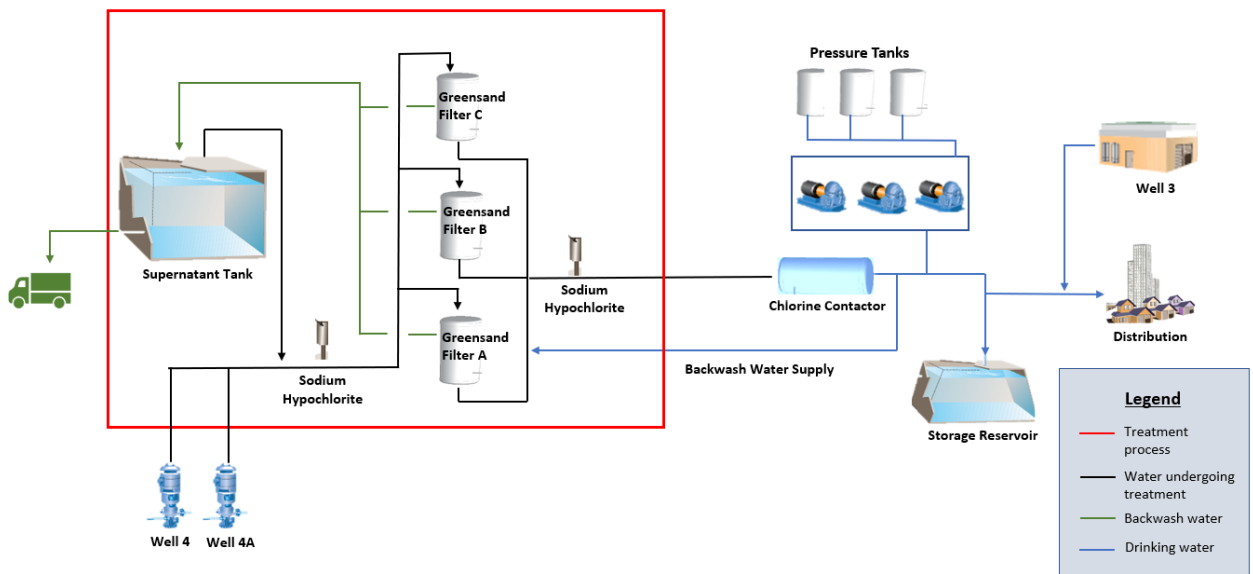 Pressure Tanks
Greensand
Filter C
Well 3
Greensand
Filter B
Supernatant Tank
Sodium
Hypochlorite
Chlorine Contactor
Greensand
Filter A
Distribution
Sodium
Hypochlorite
Backwash Water Supply
Storage Reservoir
Well 4
Well 4A
Legend
Treatment
process
Water undergoing
treatment
Backwash water
Drinking water